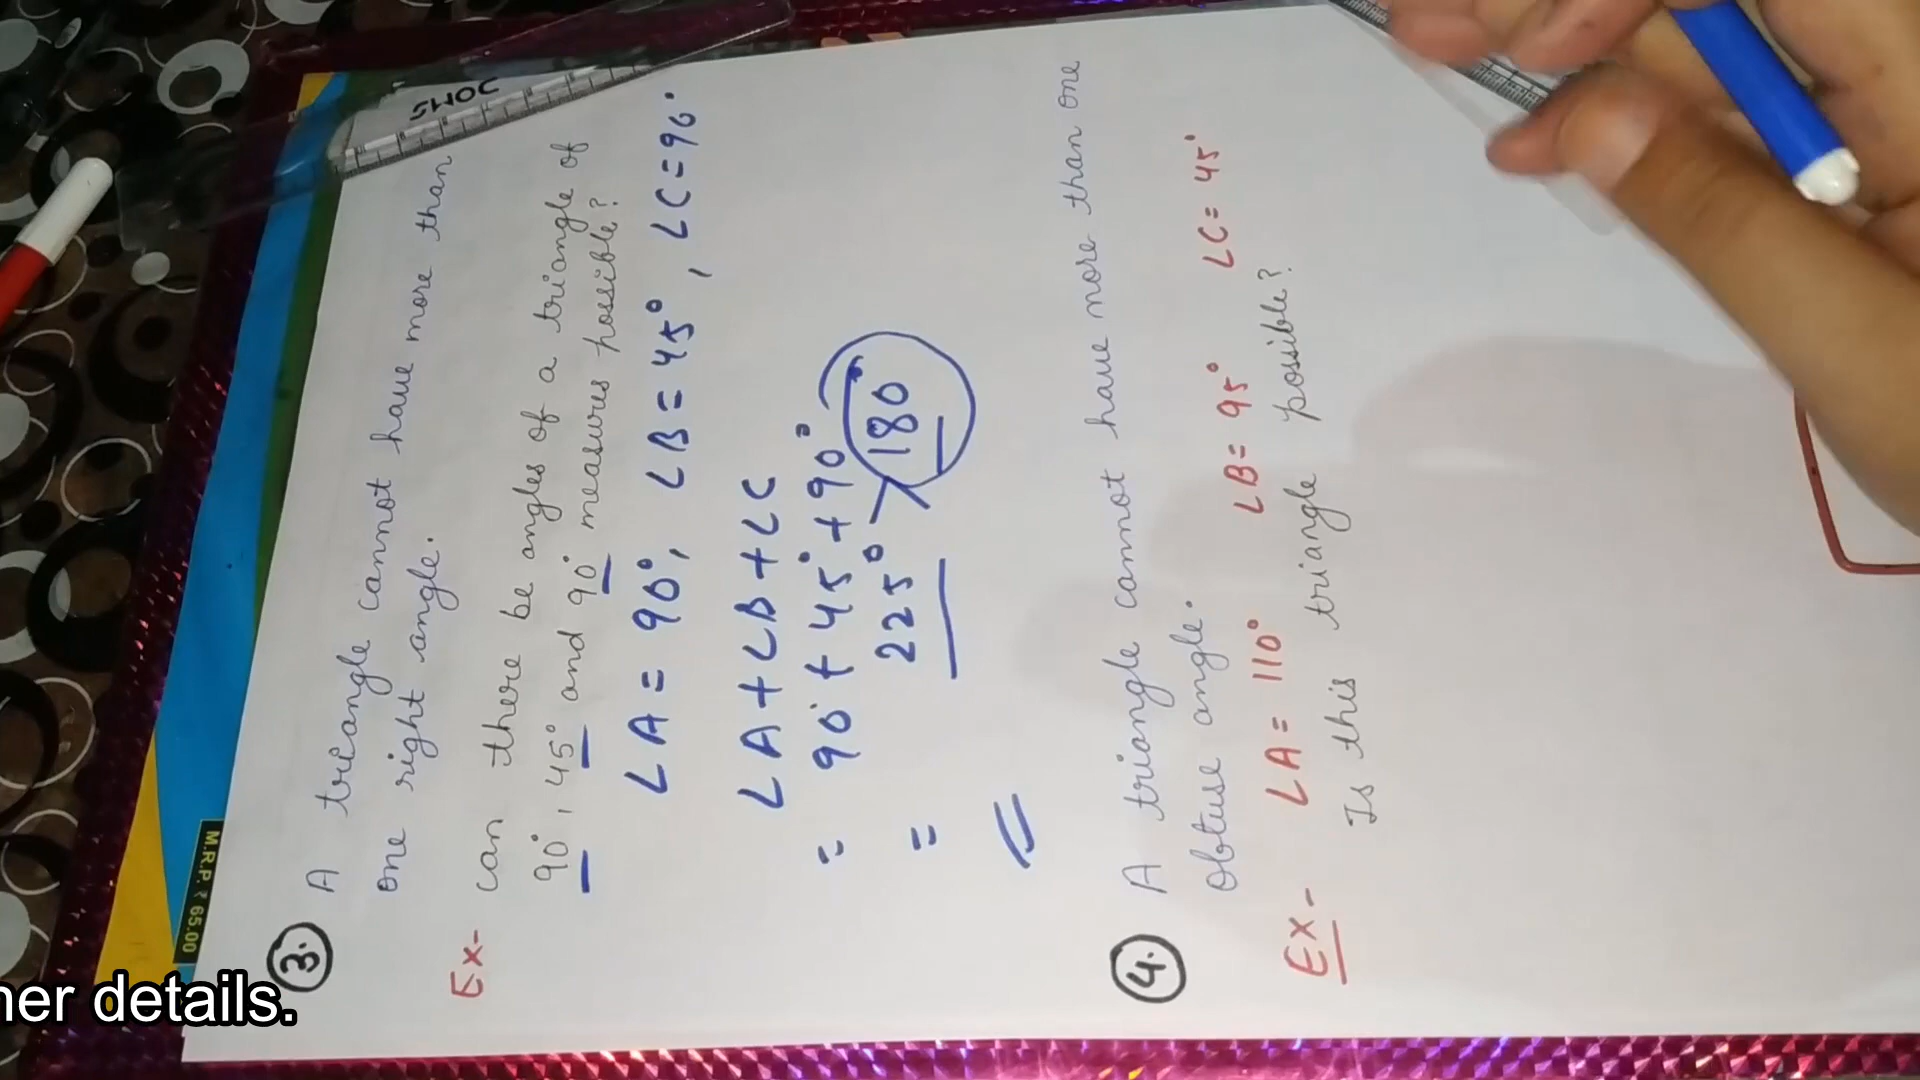 3. A triangle cannot have more than
one right angle.
Ex- can there be angles of a triangle of
90°, 45° and 90° measures possible?
∠A = 90°, ∠B = 45°, ∠C = 90°
∠A + ∠B + ∠C
= 90° + 45° + 90°
= 225° 180
4. A triangle cannot have more than one
obtuse angle.
Ex- ∠A = 110° ∠B = 95° ∠C = 45°
Is this triangle possible?
M.R.P. ₹ 65.00
DOMS
her details.